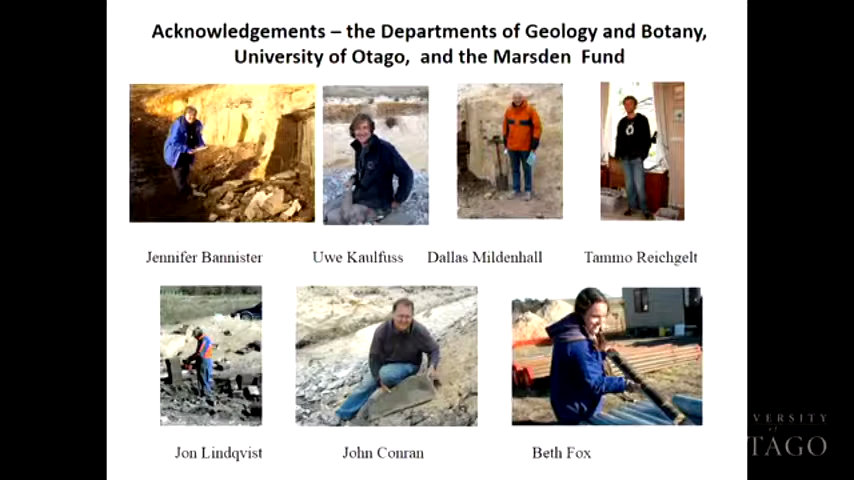 Acknowledgements – the Departments of Geology and Botany,
University of Otago, and the Marsden Fund
Jennifer Bannister
Uwe Kaulfuss
Dallas Mildenhall
Tammo Reichgelt
Jon Lindqvist
John Conran
Beth Fox
VERSITY
of
TAGO